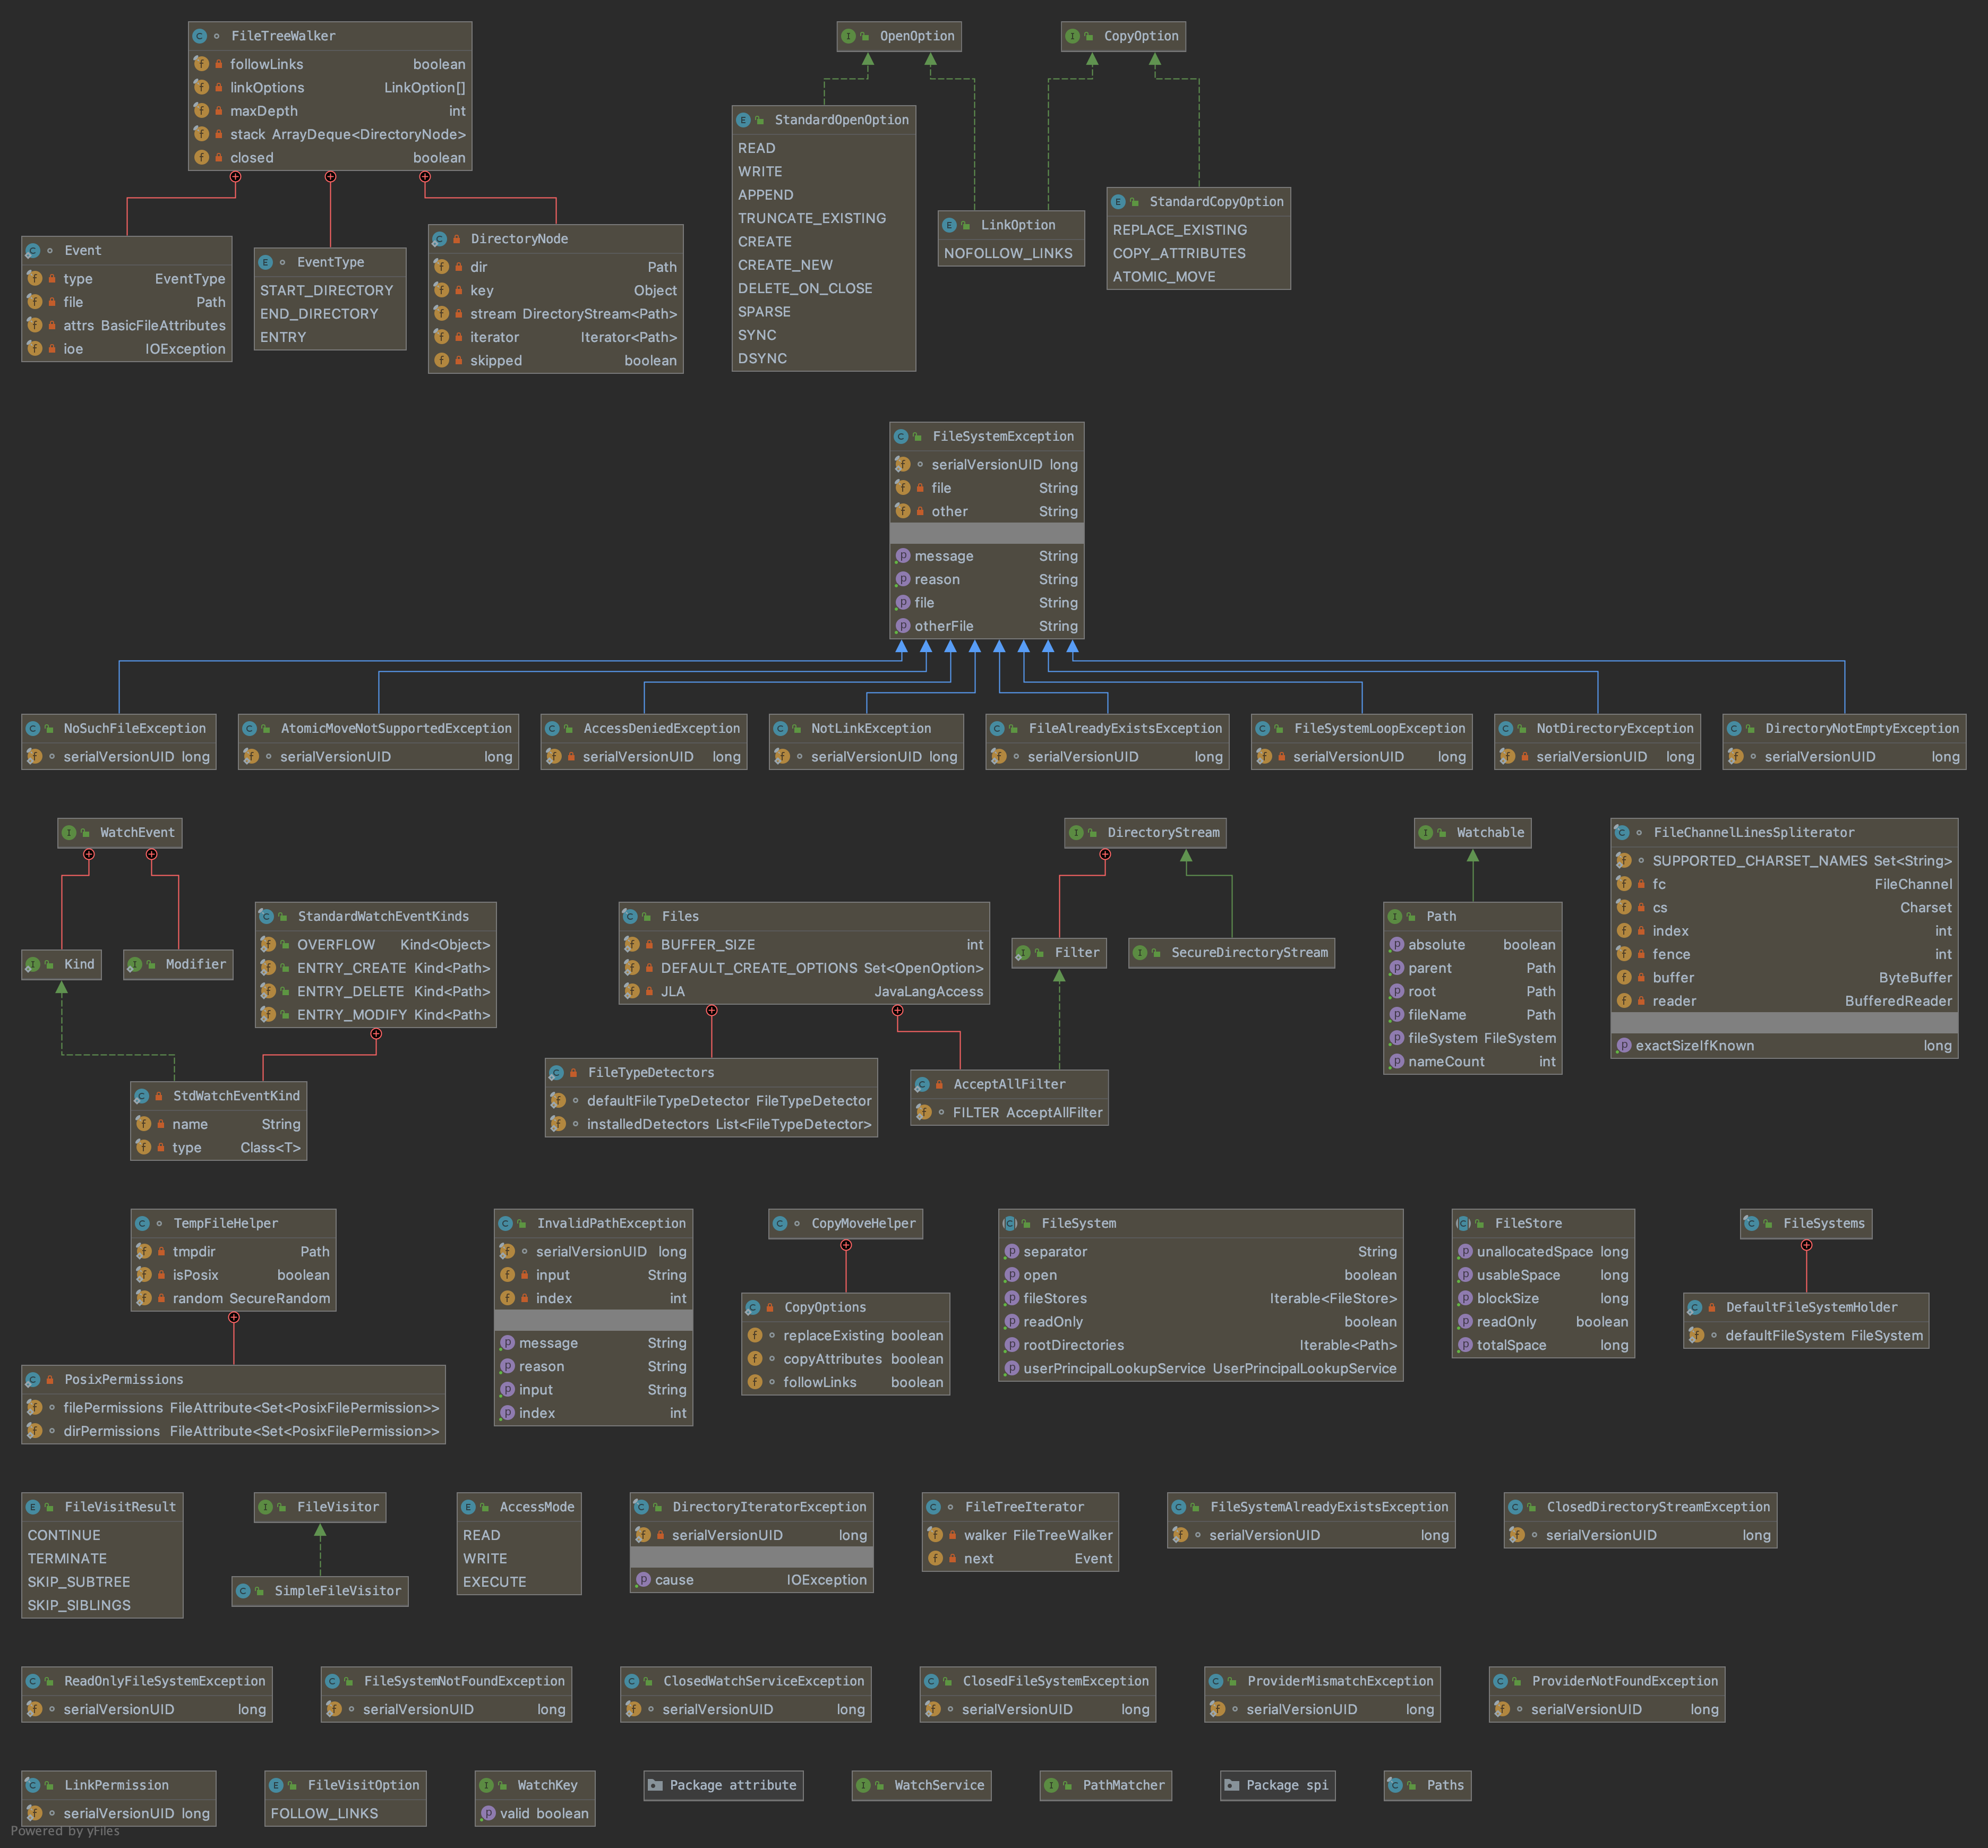 FileTreeWalker
followLinks boolean
linkOptions LinkOption[]
maxDepth int
stack ArrayDeque<DirectoryNode>
closed boolean
Event
type EventType
file Path
attrs BasicFileAttributes
ioe IOException
EventType
START_DIRECTORY
END_DIRECTORY
ENTRY
DirectoryNode
dir Path
key Object
stream DirectoryStream<Path>
iterator Iterator<Path>
skipped boolean
OpenOption
CopyOption
StandardOpenOption
READ
WRITE
APPEND
TRUNCATE_EXISTING
CREATE
CREATE_NEW
DELETE_ON_CLOSE
SPARSE
SYNC
DSYNC
LinkOption
NOFOLLOW_LINKS
StandardCopyOption
REPLACE_EXISTING
COPY_ATTRIBUTES
ATOMIC_MOVE
FileSystemException
serialVersionUID long
file String
other String
message String
reason String
file String
otherFile String
NoSuchFileException
serialVersionUID long
AtomicMoveNotSupportedException
serialVersionUID long
AccessDeniedException
serialVersionUID long
NotLinkException
serialVersionUID long
FileAlreadyExistsException
serialVersionUID long
FileSystemLoopException
serialVersionUID long
NotDirectoryException
serialVersionUID long
DirectoryNotEmptyException
serialVersionUID long
WatchEvent
Kind
Modifier
StandardWatchEventKinds
OVERFLOW Kind<Object>
ENTRY_CREATE Kind<Path>
ENTRY_DELETE Kind<Path>
ENTRY_MODIFY Kind<Path>
StdWatchEventKind
name String
type Class<T>
Files
BUFFER_SIZE int
DEFAULT_CREATE_OPTIONS Set<OpenOption>
JLA JavaLangAccess
FileTypeDetectors
defaultFileTypeDetector FileTypeDetector
installedDetectors List<FileTypeDetector>
DirectoryStream
Filter
SecureDirectoryStream
AcceptAllFilter
FILTER AcceptAllFilter
Watchable
Path
absolute boolean
parent Path
root Path
fileName Path
fileSystem FileSystem
nameCount int
FileChannelLinesSpliterator
SUPPORTED_CHARSET_NAMES Set<String>
fc FileChannel
cs Charset
index int
fence int
buffer ByteBuffer
reader BufferedReader
exactSizeIfKnown long
TempFileHelper
tmpdir Path
isPosix boolean
random SecureRandom
PosixPermissions
filePermissions FileAttribute<Set<PosixFilePermission>>
dirPermissions FileAttribute<Set<PosixFilePermission>>
InvalidPathException
serialVersionUID long
input String
index int
message String
reason String
input String
index int
CopyMoveHelper
CopyOptions
replaceExisting boolean
copyAttributes boolean
followLinks boolean
FileSystem
separator String
open boolean
fileStores Iterable<FileStore>
readOnly boolean
rootDirectories Iterable<Path>
userPrincipalLookupService UserPrincipalLookupService
FileStore
unallocatedSpace long
usableSpace long
blockSize long
readOnly boolean
totalSpace long
FileSystems
DefaultFileSystemHolder
defaultFileSystem FileSystem
FileVisitResult
CONTINUE
TERMINATE
SKIP_SUBTREE
SKIP_SIBLINGS
FileVisitor
SimpleFileVisitor
AccessMode
READ
WRITE
EXECUTE
DirectoryIteratorException
serialVersionUID long
cause IOException
FileTreeIterator
walker FileTreeWalker
next Event
FileSystemAlreadyExistsException
serialVersionUID long
ClosedDirectoryStreamException
serialVersionUID long
ReadOnlyFileSystemException
serialVersionUID long
FileSystemNotFoundException
serialVersionUID long
ClosedWatchServiceException
serialVersionUID long
ClosedFileSystemException
serialVersionUID long
ProviderMismatchException
serialVersionUID long
ProviderNotFoundException
serialVersionUID long
LinkPermission
serialVersionUID long
FileVisitOption
FOLLOW_LINKS
WatchKey
valid boolean
Package attribute
WatchService
PathMatcher
Package spi
Paths
Powered by yFiles